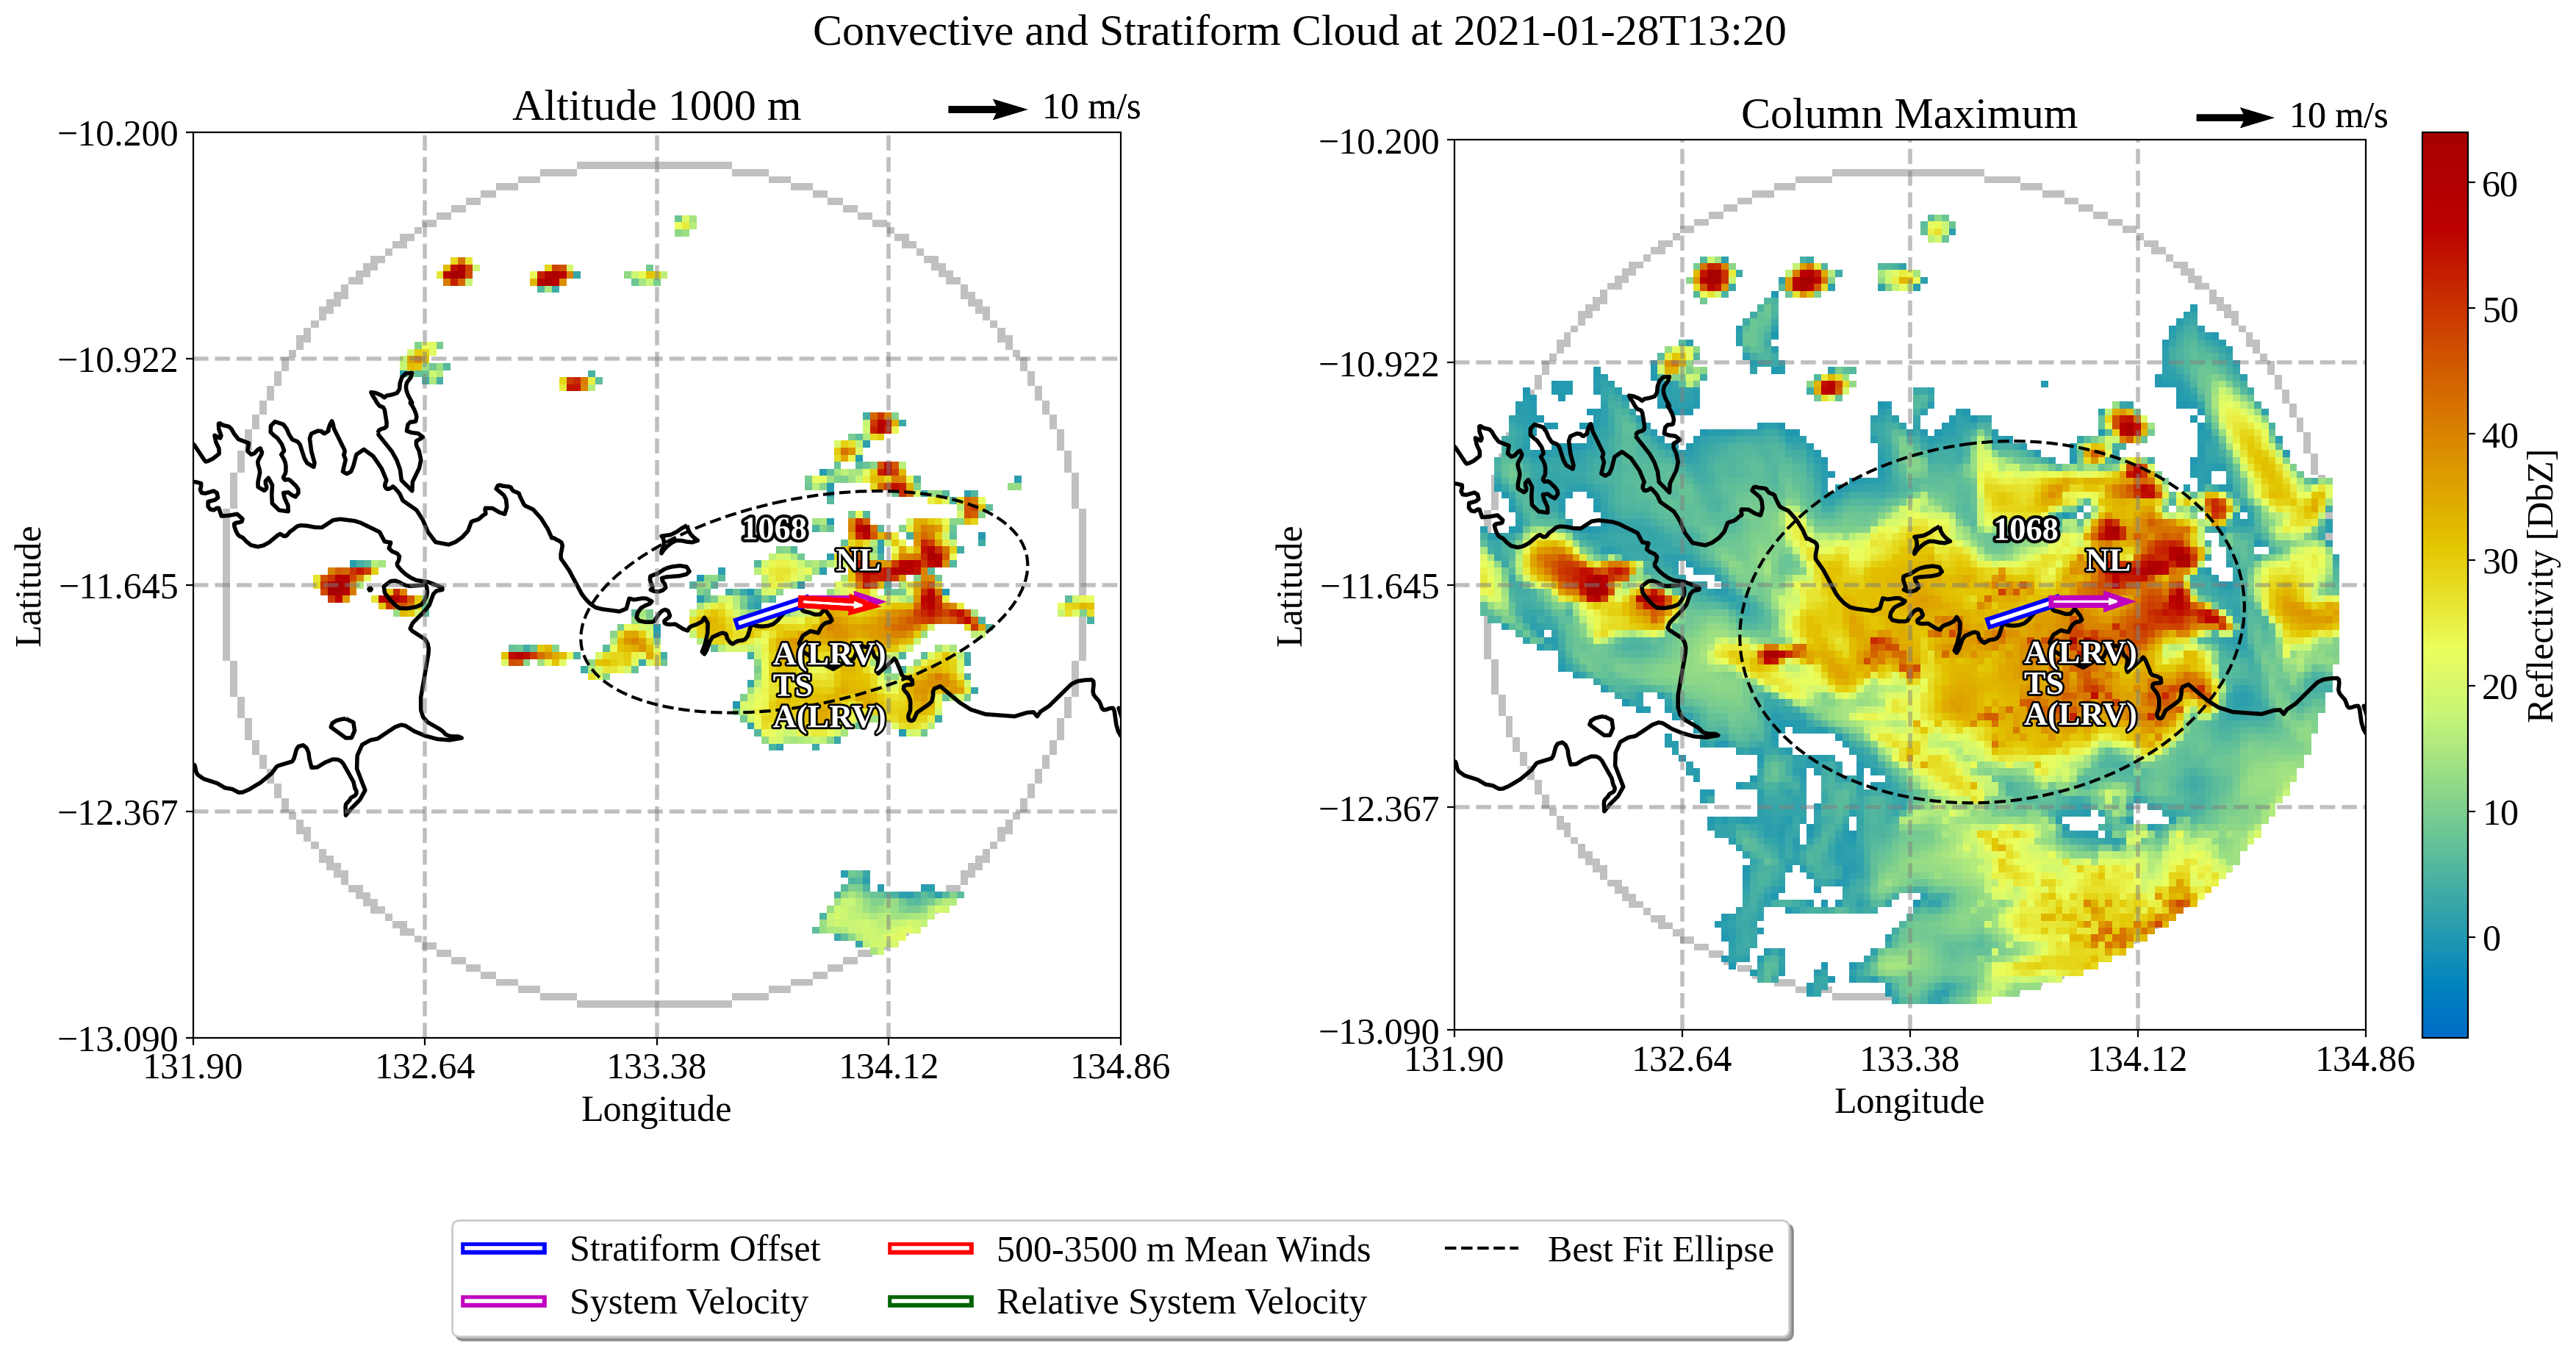 Convective and Stratiform Cloud at 2021-01-28T13:20
Altitude 1000 m
10 m/s
−10.200
−10.922
−11.645
−12.367
−13.090
131.90
132.64
133.38
134.12
134.86
Latitude
Longitude
1068
NL
A(LRV)
TS
A(LRV)
Column Maximum
10 m/s
−10.200
−10.922
−11.645
−12.367
−13.090
131.90
132.64
133.38
134.12
134.86
Latitude
Longitude
1068
NL
A(LRV)
TS
A(LRV)
60
50
40
30
20
10
0
Reflectivity [DbZ]
Stratiform Offset
System Velocity
500-3500 m Mean Winds
Relative System Velocity
Best Fit Ellipse